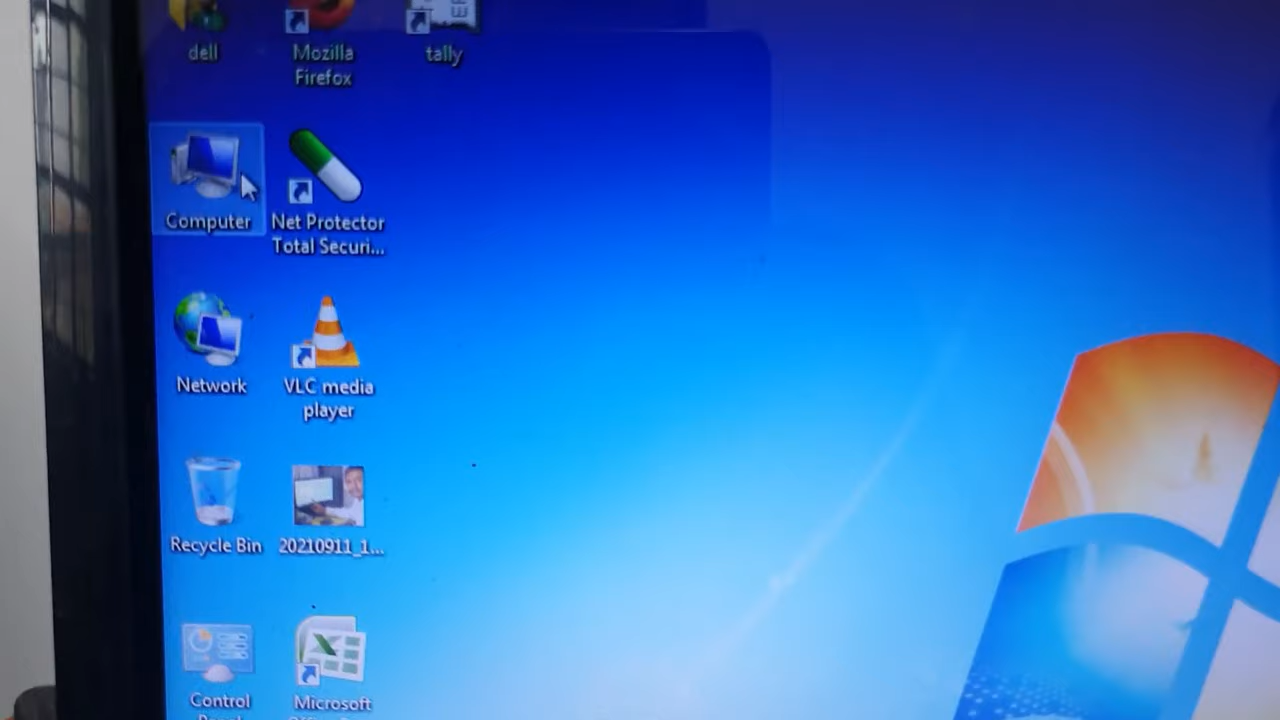 dell
Mozilla
Firefox
tally
Computer
Net Protector
Total Securi...
Network
VLC media
player
Recycle Bin
20210911_1...
Control
Microsoft